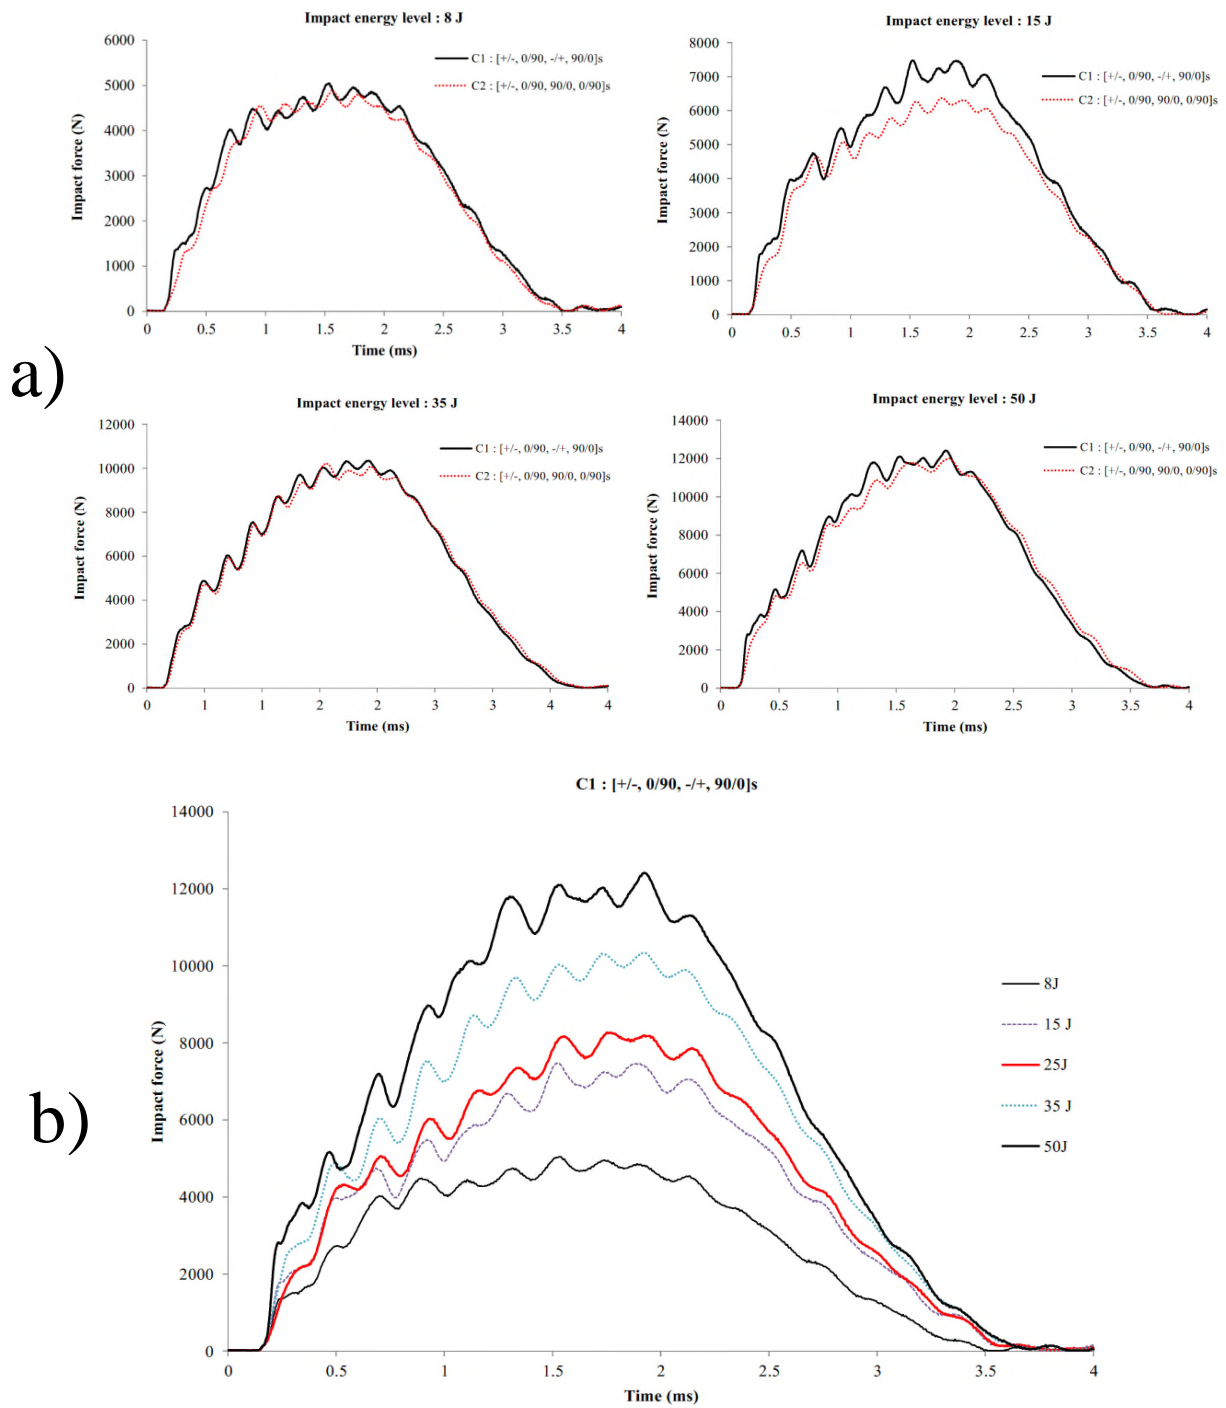 Impact energy level : 8 J
6000
5000
4000
3000
2000
1000
0
Impact force (N)
C1 : [+/-, 0/90, -/+, 90/0]s
C2 : [+/-, 0/90, 90/0, 0/90]s
0 0.5 1 1.5 2 2.5 3 3.5 4
Time (ms)
Impact energy level : 15 J
8000
7000
6000
5000
4000
3000
2000
1000
0
Impact force (N)
C1 : [+/-, 0/90, -/+, 90/0]s
C2 : [+/-, 0/90, 90/0, 0/90]s
0 0.5 1 1.5 2 2.5 3 3.5 4
a)
Impact energy level : 35 J
12000
10000
8000
6000
4000
2000
0
Impact force (N)
C1 : [+/-, 0/90, -/+, 90/0]s
C2 : [+/-, 0/90, 90/0, 0/90]s
0 1 1 2 2 3 3 4 4
Time (ms)
Impact energy level : 50 J
14000
12000
10000
8000
6000
4000
2000
0
Impact force (N)
C1 : [+/-, 0/90, -/+, 90/0]s
C2 : [+/-, 0/90, 90/0, 0/90]s
0 0.5 1 1.5 2 2.5 3 3.5 4
Time (ms)
b)
C1 : [+/-, 0/90, -/+, 90/0]s
14000
12000
10000
8000
6000
4000
2000
0
Impact force (N)
8J
15 J
25J
35 J
50J
0 0.5 1 1.5 2 2.5 3 3.5 4
Time (ms)